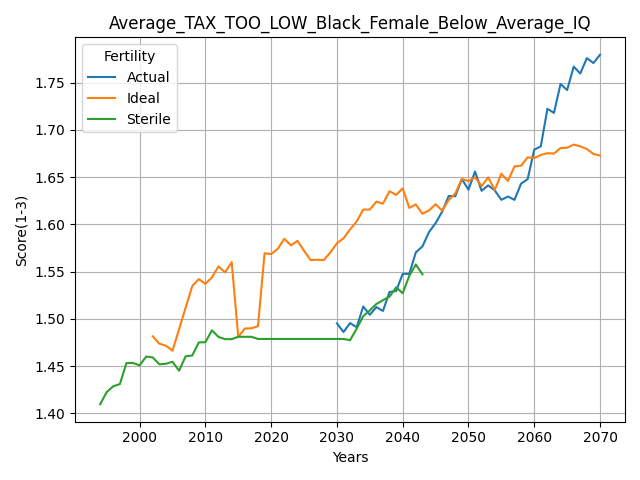 Average_TAX_TOO_LOW_Black_Female_Below_Average_IQ
Fertility
Actual
Ideal
Sterile
Score(1-3)
1.75
1.70
1.65
1.60
1.55
1.50
1.45
1.40
2000 2010 2020 2030 2040 2050 2060 2070
Years